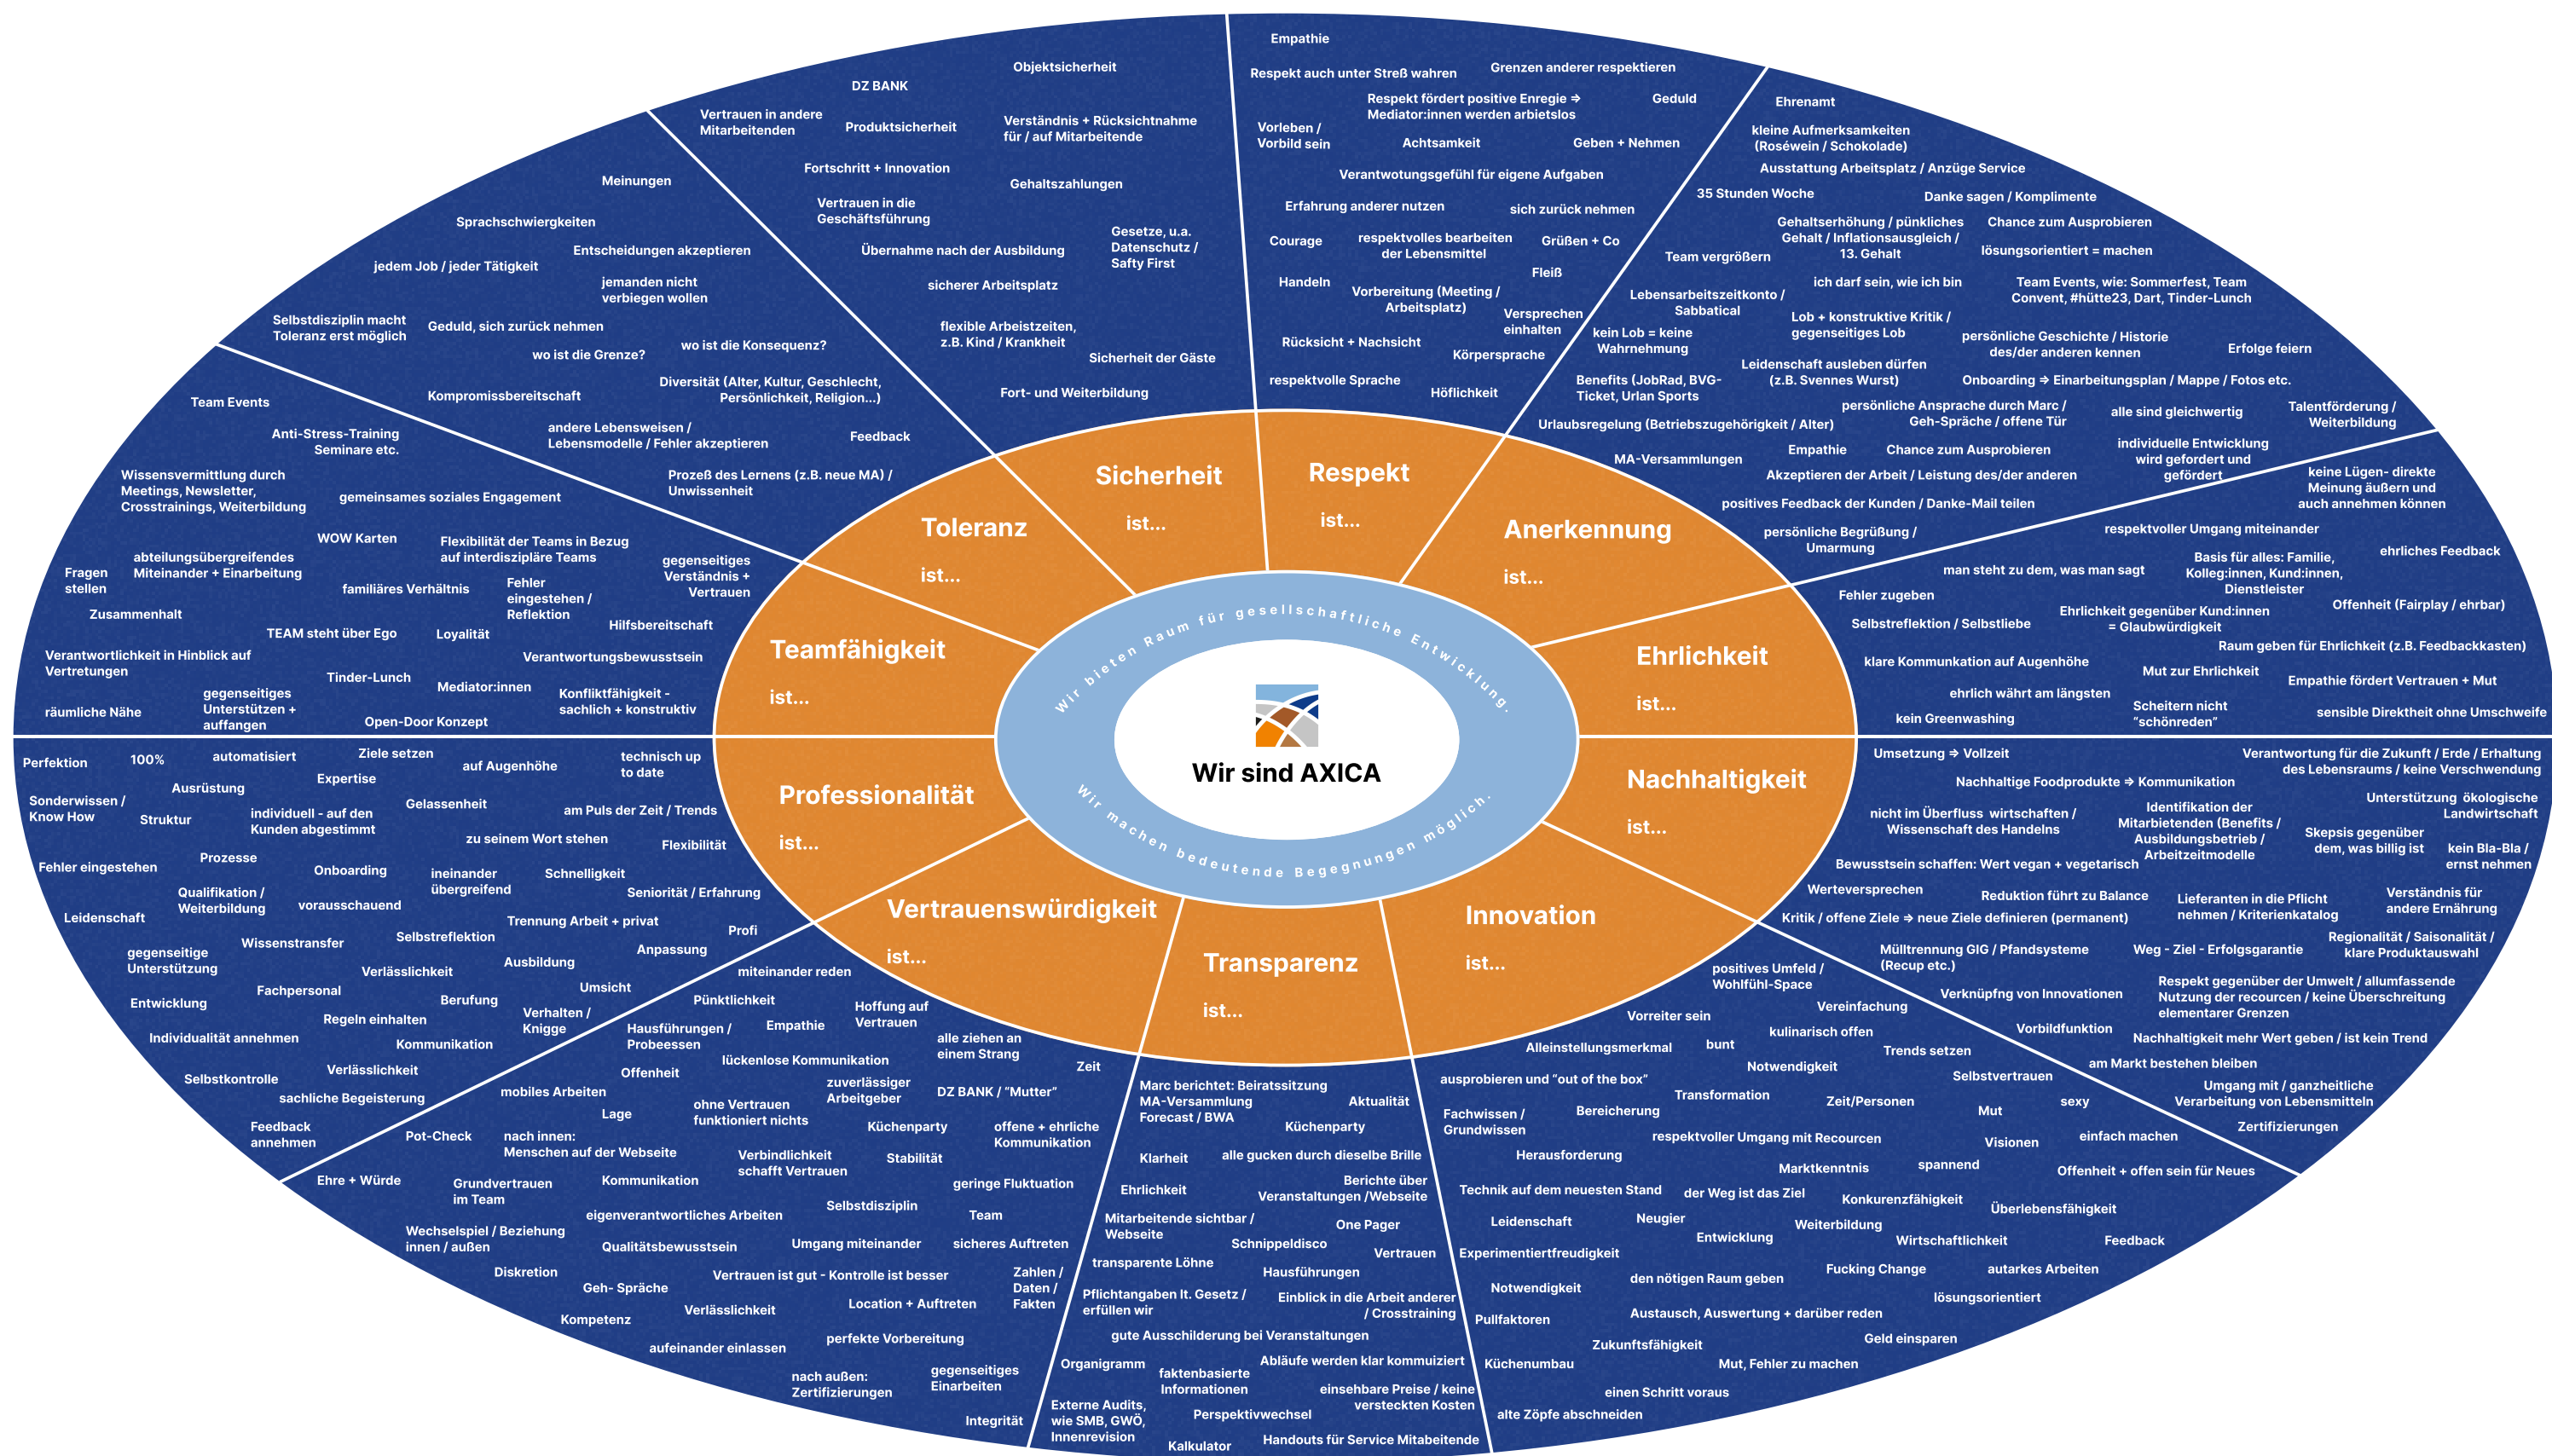 Wir sind AXICA
Wir bieten Raum für gesellschaftliche Entwicklung.
Wir machen bedeutende Begegnungen möglich.
Sicherheit
ist...
Objektsicherheit
DZ BANK
Vertrauen in andere
Mitarbeitenden
Produktsicherheit
Verständnis + Rücksichtnahme
für / auf Mitarbeitende
Fortschritt + Innovation
Gehaltszahlungen
Vertrauen in die
Geschäftsführung
Gesetze, u.a.
Datenschutz /
Safty First
Übernahme nach der Ausbildung
sicherer Arbeitsplatz
flexible Arbeistzeiten,
z.B. Kind / Krankheit
Sicherheit der Gäste
Fort- und Weiterbildung
Respekt
ist...
Empathie
Respekt auch unter Streß wahren
Grenzen anderer respektieren
Respekt fördert positive Enregie ⇒
Mediator:innen werden arbietslos
Geduld
Vorleben /
Vorbild sein
Achtsamkeit
Geben + Nehmen
Verantwotungsgefühl für eigene Aufgaben
Erfahrung anderer nutzen
sich zurück nehmen
Courage
respektvolles bearbeiten
der Lebensmittel
Grüßen + Co
Fleiß
Handeln
Vorbereitung (Meeting /
Arbeitsplatz)
Versprechen
einhalten
Rücksicht + Nachsicht
Körpersprache
respektvolle Sprache
Höflichkeit
Anerkennung
ist...
Ehrenamt
kleine Aufmerksamkeiten
(Roséwein / Schokolade)
Ausstattung Arbeitsplatz / Anzüge Service
35 Stunden Woche
Danke sagen / Komplimente
Gehaltserhöhung / pünkliches
Gehalt / Inflationsausgleich /
13. Gehalt
Chance zum Ausprobieren
lösungsorientiert = machen
Team vergrößern
ich darf sein, wie ich bin
Team Events, wie: Sommerfest, Team
Convent, #hütte23, Dart, Tinder-Lunch
Lebensarbeitszeitkonto /
Sabbatical
Lob + konstruktive Kritik /
gegenseitiges Lob
kein Lob = keine
Wahrnehmung
persönliche Geschichte / Historie
des/der anderen kennen
Erfolge feiern
Leidenschaft ausleben dürfen
(z.B. Svennes Wurst)
Benefits (JobRad, BVG-
Ticket, Urlan Sports
Onboarding ⇒ Einarbeitungsplan / Mappe / Fotos etc.
persönliche Ansprache durch Marc /
Geh-Spräche / offene Tür
alle sind gleichwertig
Talentförderung /
Weiterbildung
Urlaubsregelung (Betriebszugehörigkeit / Alter)
Empathie
Chance zum Ausprobieren
individuelle Entwicklung
wird gefordert und
gefördert
MA-Versammlungen
Akzeptieren der Arbeit / Leistung des/der anderen
positives Feedback der Kunden / Danke-Mail teilen
persönliche Begrüßung /
Umarmung
Ehrlichkeit
ist...
keine Lügen- direkte
Meinung äußern und
auch annehmen können
respektvoller Umgang miteinander
ehrliches Feedback
man steht zu dem, was man sagt
Basis für alles: Familie,
Kolleg:innen, Kund:innen,
Dienstleister
Fehler zugeben
Offenheit (Fairplay / ehrbar)
Ehrlichkeit gegenüber Kund:innen
= Glaubwürdigkeit
Selbstreflektion / Selbstliebe
Raum geben für Ehrlichkeit (z.B. Feedbackkasten)
klare Kommunkation auf Augenhöhe
Mut zur Ehrlichkeit
Empathie fördert Vertrauen + Mut
ehrlich währt am längsten
Scheitern nicht
“schönreden”
sensible Direktheit ohne Umschweife
kein Greenwashing
Nachhaltigkeit
ist...
Umsetzung ⇒ Vollzeit
Verantwortung für die Zukunft / Erde / Erhaltung
des Lebensraums / keine Verschwendung
Nachhaltige Foodprodukte ⇒ Kommunikation
Unterstützung ökologische
Landwirtschaft
nicht im Überfluss wirtschaften /
Wissenschaft des Handelns
Identifikation der
Mitarbietenden (Benefits /
Ausbildungsbetrieb /
Arbeitzeitmodelle
Skepsis gegenüber
dem, was billig ist
kein Bla-Bla /
ernst nehmen
Bewusstsein schaffen: Wert vegan + vegetarisch
Werteversprechen
Reduktion führt zu Balance
Lieferanten in die Pflicht
nehmen / Kriterienkatalog
Verständnis für
andere Ernährung
Kritik / offene Ziele ⇒ neue Ziele definieren (permanent)
Mülltrennung GIG / Pfandsysteme
(Recup etc.)
Weg - Ziel - Erfolgsgarantie
Regionalität / Saisonalität /
klare Produktauswahl
Verknüpfng von Innovationen
Respekt gegenüber der Umwelt / allumfassende
Nutzung der recourcen / keine Überschreitung
elementarer Grenzen
Vorbildfunktion
Nachhaltigkeit mehr Wert geben / ist kein Trend
am Markt bestehen bleiben
Umgang mit / ganzheitliche
Verarbeitung von Lebensmitteln
Zertifizierungen
Innovation
ist...
positives Umfeld /
Wohlfühl-Space
Vereinfachung
Vorreiter sein
kulinarisch offen
Alleinstellungsmerkmal
bunt
Trends setzen
Notwendigkeit
ausprobieren und “out of the box”
Selbstvertrauen
Transformation
Zeit/Personen
sexy
Fachwissen /
Grundwissen
Bereicherung
Mut
respektvoller Umgang mit Recourcen
Visionen
einfach machen
Herausforderung
Marktkenntnis
spannend
Offenheit + offen sein für Neues
Technik auf dem neuesten Stand
der Weg ist das Ziel
Konkurenzfähigkeit
Überlebensfähigkeit
Leidenschaft
Neugier
Weiterbildung
Entwicklung
Wirtschaftlichkeit
Feedback
Experimentiertfreudigkeit
Fucking Change
autarkes Arbeiten
Notwendigkeit
den nötigen Raum geben
lösungsorientiert
Pullfaktoren
Austausch, Auswertung + darüber reden
Zukunftsfähigkeit
Geld einsparen
Küchenumbau
Mut, Fehler zu machen
einen Schritt voraus
alte Zöpfe abschneiden
Transparenz
ist...
Marc berichtet: Beiratssitzung
MA-Versammlung
Forecast / BWA
Aktualität
Küchenparty
Klarheit
alle gucken durch dieselbe Brille
Ehrlichkeit
Berichte über
Veranstaltungen /Webseite
Mitarbeitende sichtbar /
Webseite
One Pager
Schnippeldisco
Vertrauen
transparente Löhne
Hausführungen
Pflichtangaben lt. Gesetz /
erfüllen wir
Einblick in die Arbeit anderer
/ Crosstraining
gute Ausschilderung bei Veranstaltungen
Organigramm
Abläufe werden klar kommuiziert
faktenbasierte
Informationen
einsehbare Preise / keine
versteckten Kosten
Externe Audits,
wie SMB, GWÖ,
Innenrevision
Perspektivwechsel
Kalkulator
Handouts für Service Mitabeitende
Vertrauenswürdigkeit
ist...
miteinander reden
Pünktlichkeit
Hoffung auf
Vertrauen
Hausführungen /
Probeessen
Empathie
alle ziehen an
einem Strang
lückenlose Kommunikation
Zeit
Offenheit
mobiles Arbeiten
zuverlässiger
Arbeitgeber
DZ BANK / “Mutter”
Lage
ohne Vertrauen
funktioniert nichts
Küchenparty
offene + ehrliche
Kommunikation
Pot-Check
nach innen:
Menschen auf der Webseite
Verbindlichkeit
schafft Vertrauen
Stabilität
Ehre + Würde
Grundvertrauen
im Team
Kommunikation
geringe Fluktuation
Selbstdisziplin
eigenverantwortliches Arbeiten
Team
Wechselspiel / Beziehung
innen / außen
Qualitätsbewusstsein
Umgang miteinander
sicheres Auftreten
Diskretion
Vertrauen ist gut - Kontrolle ist besser
Zahlen /
Daten /
Fakten
Geh- Spräche
Location + Auftreten
Verlässlichkeit
Kompetenz
perfekte Vorbereitung
aufeinander einlassen
nach außen:
Zertifizierungen
gegenseitiges
Einarbeiten
Integrität
Professionalität
ist...
Perfektion
100%
automatisiert
Ziele setzen
auf Augenhöhe
technisch up
to date
Expertise
Ausrüstung
Sonderwissen /
Know How
Struktur
individuell - auf den
Kunden abgestimmt
Gelassenheit
am Puls der Zeit / Trends
zu seinem Wort stehen
Flexibilität
Prozesse
Fehler eingestehen
Onboarding
ineinander
übergreifend
Schnelligkeit
Qualifikation /
Weiterbildung
Seniorität / Erfahrung
vorausschauend
Leidenschaft
Trennung Arbeit + privat
Profi
Wissenstransfer
Selbstreflektion
Anpassung
gegenseitige
Unterstützung
Ausbildung
Verlässlichkeit
Umsicht
Fachpersonal
Entwicklung
Berufung
Regeln einhalten
Verhalten /
Knigge
Individualität annehmen
Kommunikation
Verlässlichkeit
Selbstkontrolle
sachliche Begeisterung
Feedback
annehmen
Teamfähigkeit
ist...
Team Events
Anti-Stress-Training
Seminare etc.
Wissensvermittlung durch
Meetings, Newsletter,
Crosstrainings, Weiterbildung
gemeinsames soziales Engagement
WOW Karten
Flexibilität der Teams in Bezug
auf interdiszipläre Teams
abteilungsübergreifendes
Miteinander + Einarbeitung
gegenseitiges
Verständnis +
Vertrauen
Fragen
stellen
familiäres Verhältnis
Fehler
eingestehen /
Reflektion
Zusammenhalt
Hilfsbereitschaft
TEAM steht über Ego
Loyalität
Verantwortlichkeit in Hinblick auf
Vertretungen
Verantwortungsbewusstsein
Tinder-Lunch
Mediator:innen
Konfliktfähigkeit -
sachlich + konstruktiv
gegenseitiges
Unterstützen +
auffangen
räumliche Nähe
Open-Door Konzept
Toleranz
ist...
Meinungen
Sprachschwiergkeiten
Entscheidungen akzeptieren
jedem Job / jeder Tätigkeit
jemanden nicht
verbiegen wollen
Selbstdisziplin macht
Toleranz erst möglich
Geduld, sich zurück nehmen
wo ist die Grenze?
wo ist die Konsequenz?
Diversität (Alter, Kultur, Geschlecht,
Persönlichkeit, Religion...)
Kompromissbereitschaft
andere Lebensweisen /
Lebensmodelle / Fehler akzeptieren
Feedback
Prozeß des Lernens (z.B. neue MA) /
Unwissenheit